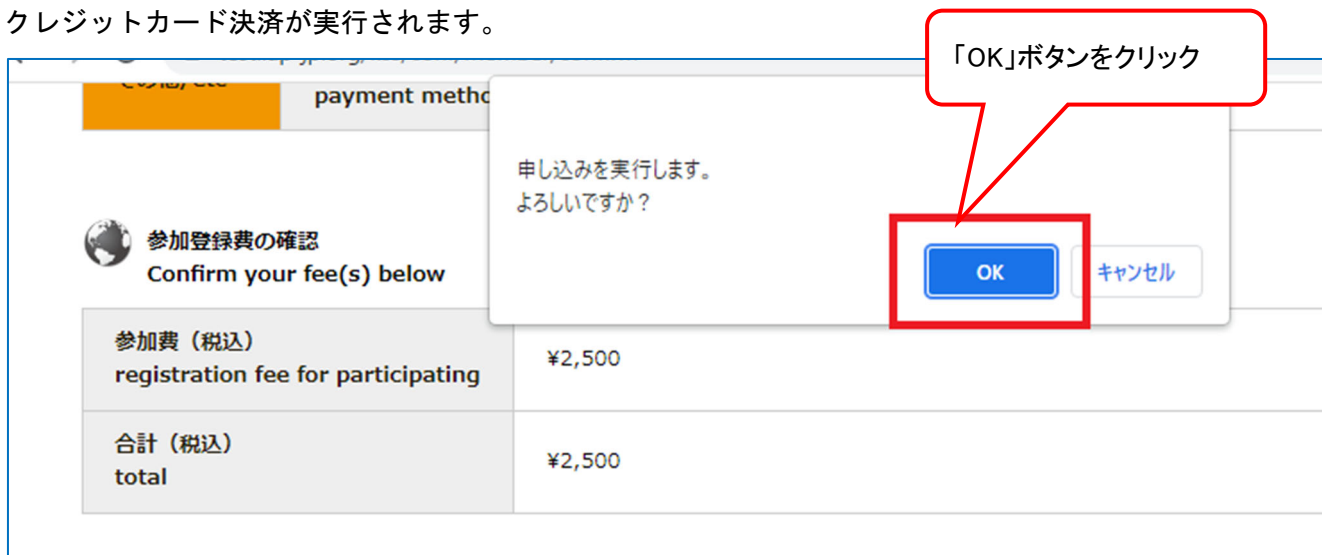 クレジットカード決済が実行されます。
「OK」ボタンをクリック
payment
申し込みを実行します。
よろしいですか？
OK
キャンセル
参加登録費の確認
Confirm your fee(s) below
参加費（税込）
registration fee for participating
¥2,500
合計（税込）
total
¥2,500